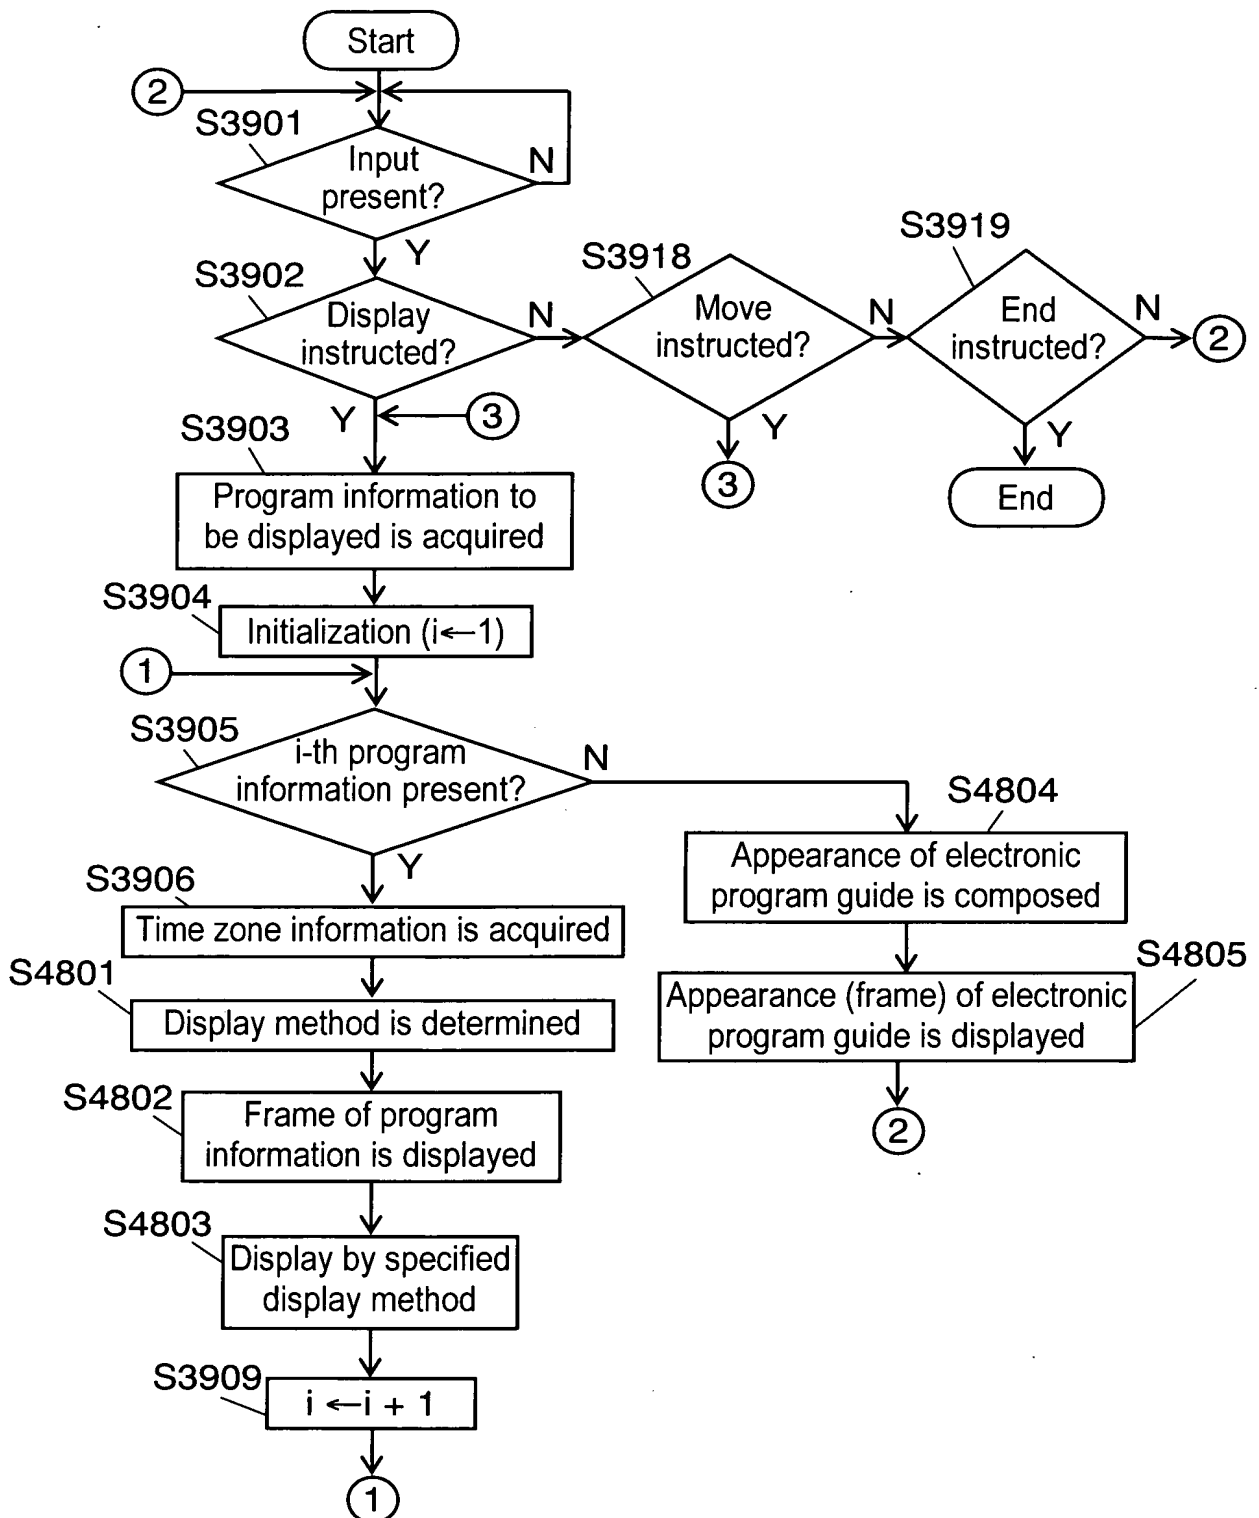 Start
2
S3901
Input
present?
N
Y
S3902
Display
instructed?
N
S3918
Move
instructed?
N
S3919
End
instructed?
N
2
Y
3
Y
3
Y
End
S3903
Program information to
be displayed is acquired
S3904
Initialization (i←1)
1
S3905
i-th program
information present?
N
Y
S4804
Appearance of electronic
program guide is composed
S3906
Time zone information is acquired
S4805
Appearance (frame) of electronic
program guide is displayed
2
S4801
Display method is determined
S4802
Frame of program
information is displayed
S4803
Display by specified
display method
S3909
i ←i + 1
1